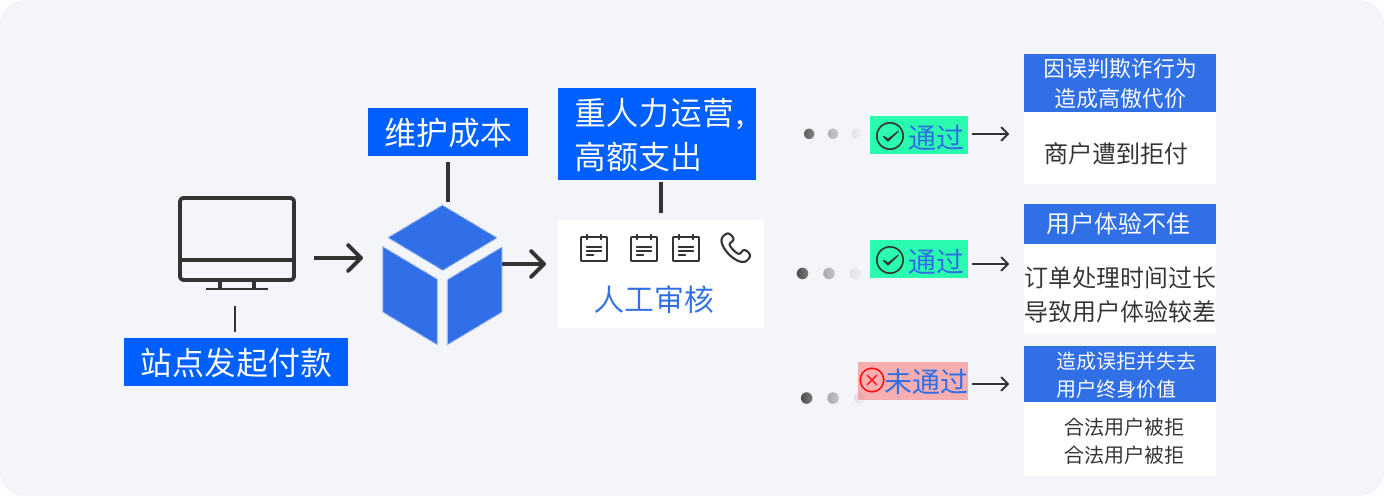 站点发起付款
维护成本
重人力运营，
高额支出
人工审核
通过
因误判欺诈行为
造成高傲代价
商户遭到拒付
通过
用户体验不佳
订单处理时间过长
导致用户体验较差
未通过
造成误拒并失去
用户终身价值
合法用户被拒
合法用户被拒